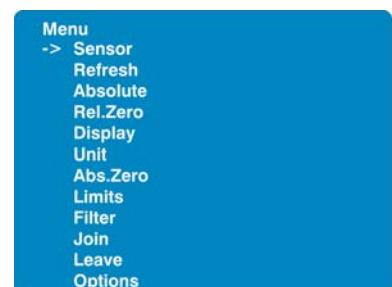 Menu
-> Sensor
Refresh
Absolute
Rel.Zero
Display
Unit
Abs.Zero
Limits
Filter
Join
Leave
Options